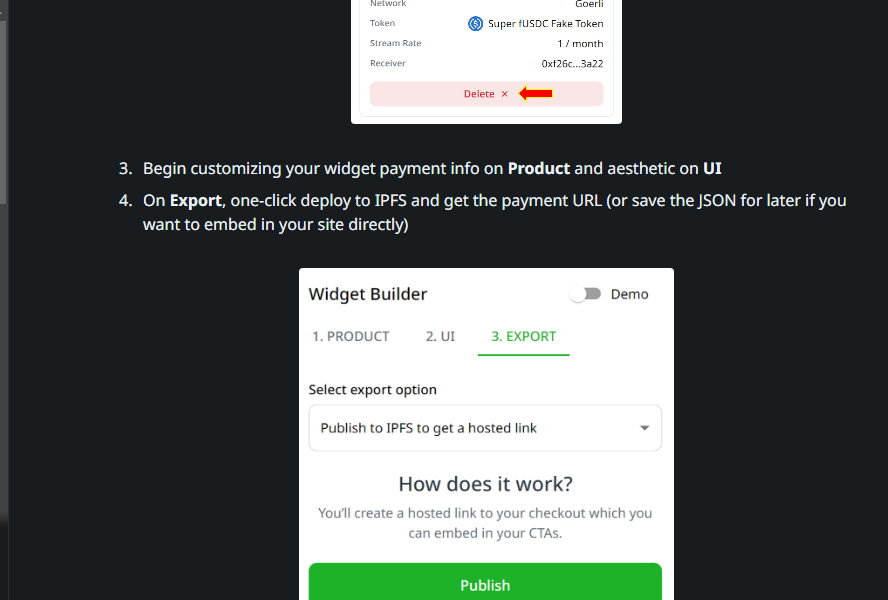 Network Goerli
Token Super fUSDC Fake Token
Stream Rate 1 / month
Receiver 0xf26c...3a22
Delete ×
3. Begin customizing your widget payment info on Product and aesthetic on UI
4. On Export, one-click deploy to IPFS and get the payment URL (or save the JSON for later if you
want to embed in your site directly)
Widget Builder Demo
1. PRODUCT 2. UI 3. EXPORT
Select export option
Publish to IPFS to get a hosted link
How does it work?
You'll create a hosted link to your checkout which you
can embed in your CTAs.
Publish